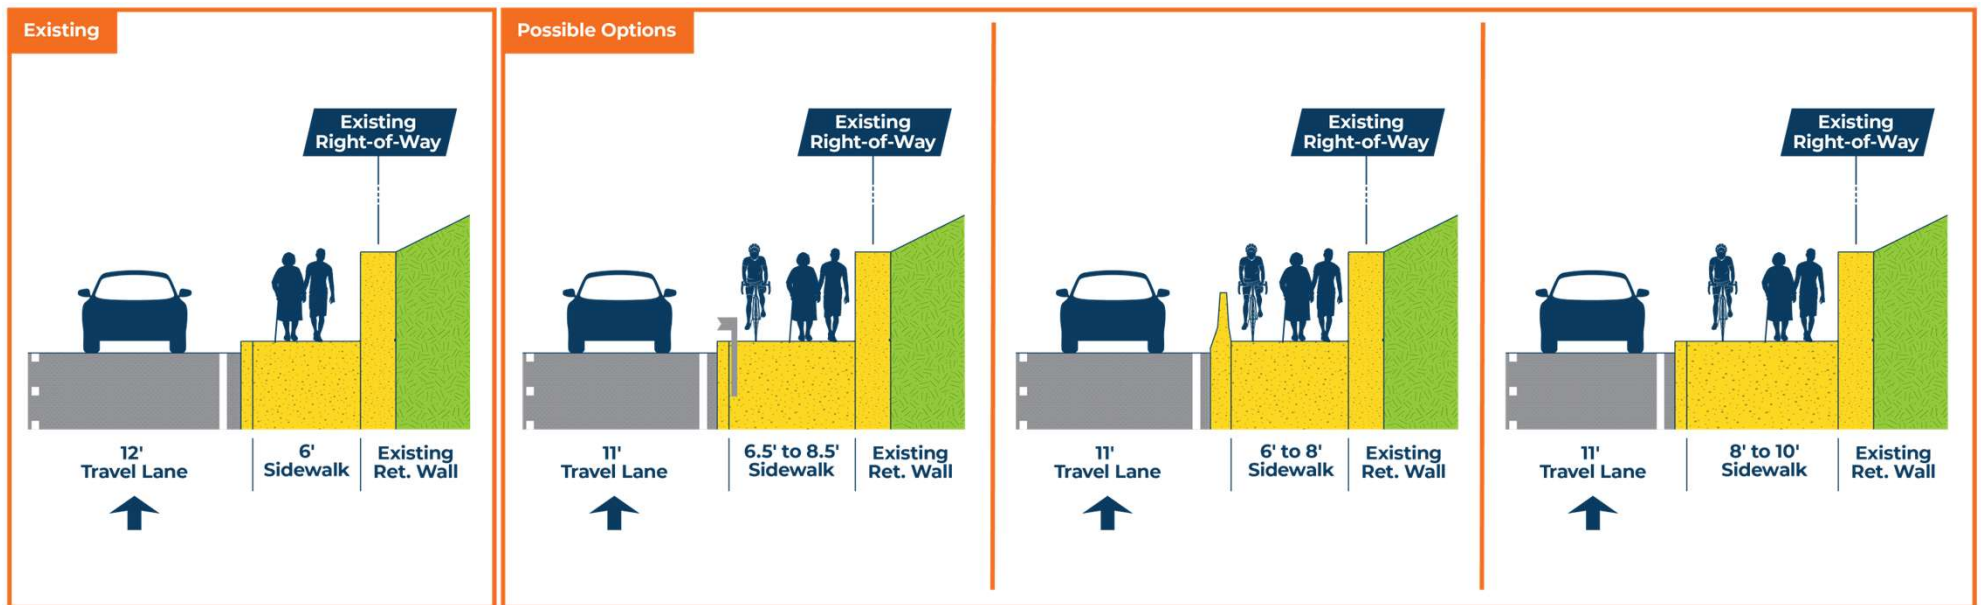 Existing
Existing
Right-of-Way
12'
Travel Lane
6'
Sidewalk
Existing
Ret. Wall
Possible Options
Existing
Right-of-Way
11'
Travel Lane
6.5' to 8.5'
Sidewalk
Existing
Ret. Wall
Existing
Right-of-Way
11'
Travel Lane
6' to 8'
Sidewalk
Existing
Ret. Wall
Existing
Right-of-Way
11'
Travel Lane
8' to 10'
Sidewalk
Existing
Ret. Wall